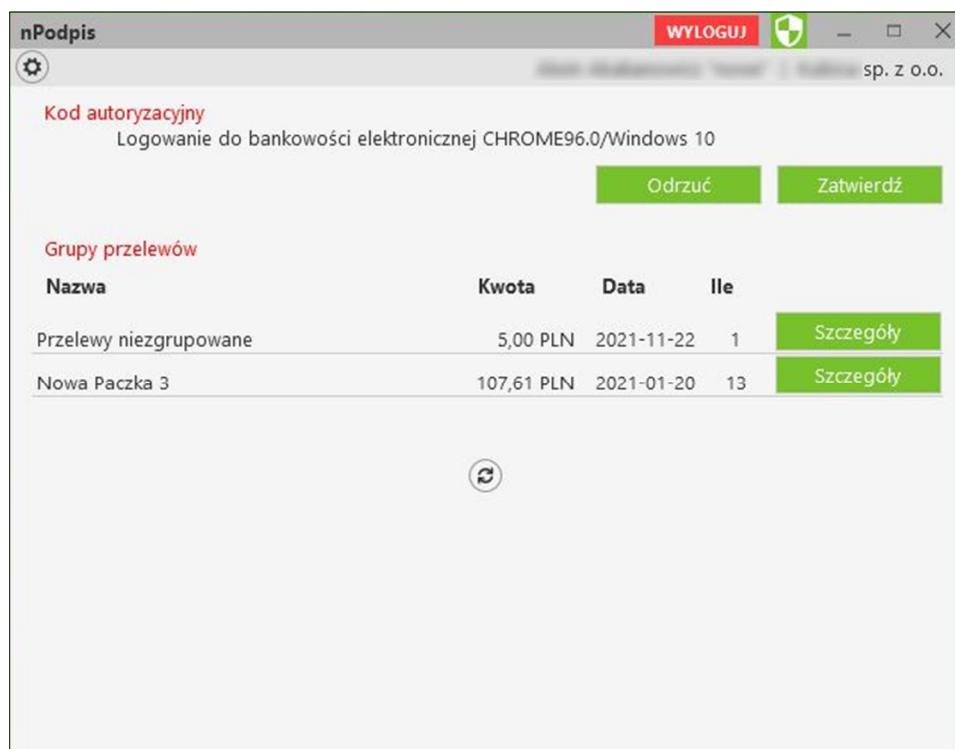 nPodpis WYLOGUJ
sp. z o.o.
Kod autoryzacyjny
Logowanie do bankowości elektronicznej CHROME96.0/Windows 10
Odrzuć Zatwierdź
Grupy przelewów
Nazwa Kwota Data Ile
Przelewy niezgrupowane 5,00 PLN 2021-11-22 1 Szczegóły
Nowa Paczka 3 107,61 PLN 2021-01-20 13 Szczegóły